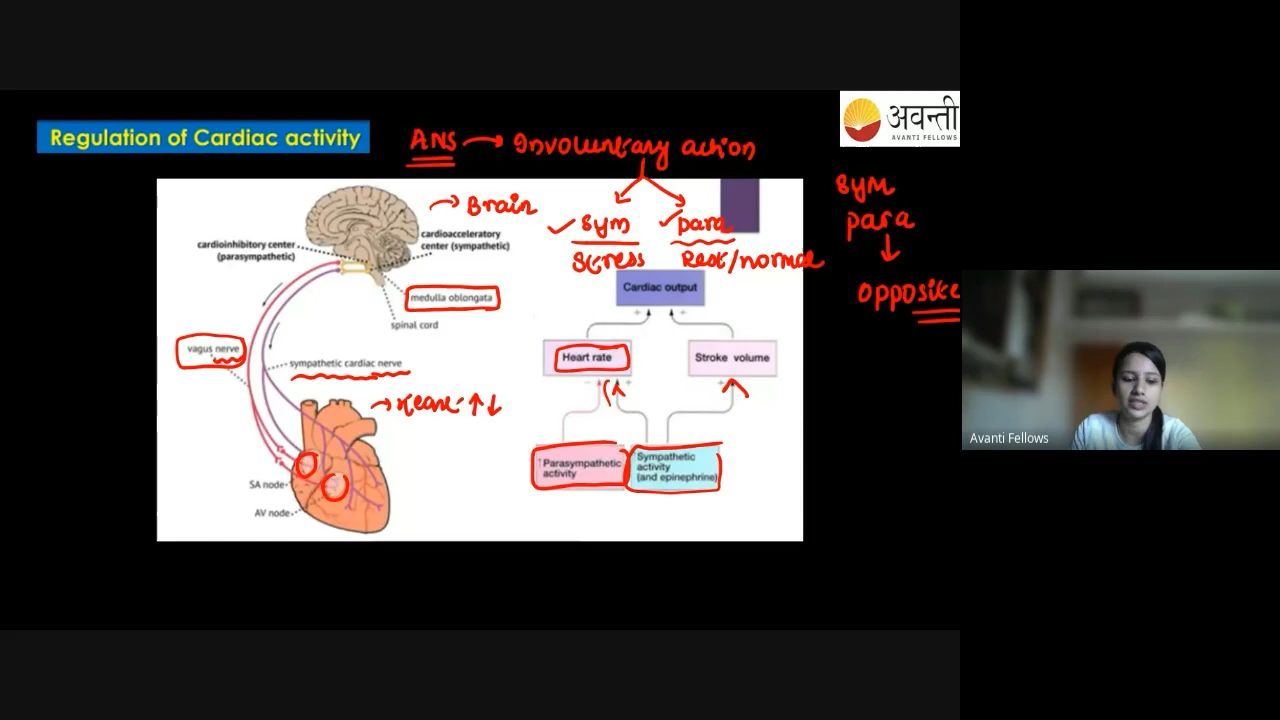 Regulation of Cardiac activity
ANS → Involuntary action
अवन्ती
AVANTI FELLOWS
sym
para
opposite
Brain
sym
para
stress
Rest/normal
cardioinhibitory center
(parasympathetic)
cardioacceleratory
center (sympathetic)
medulla oblongata
spinal cord
vagus nerve
sympathetic cardiac nerve
→ Heart ↑↓
SA node
AV node
Cardiac output
+
+
Heart rate
Stroke volume
−
+
+
Parasympathetic
activity
Sympathetic
activity
(and epinephrine)
Avanti Fellows